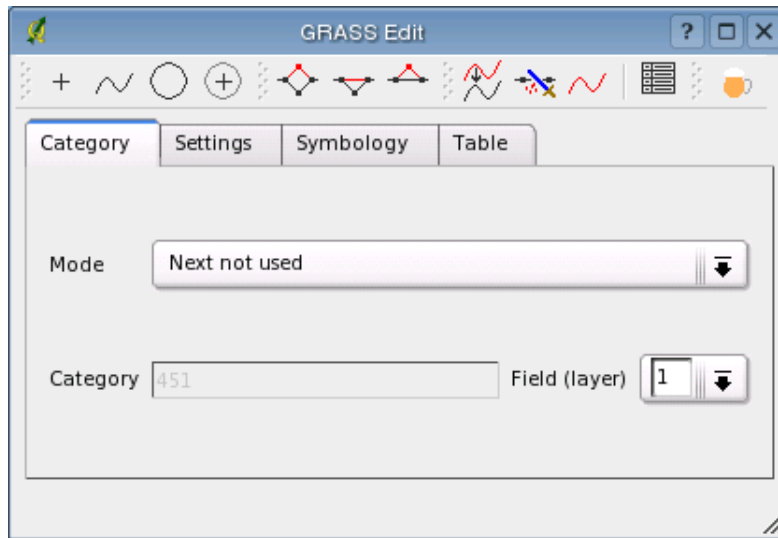 GRASS Edit
Category Settings Symbology Table
Mode Next not used
Category 451 Field (layer) 1